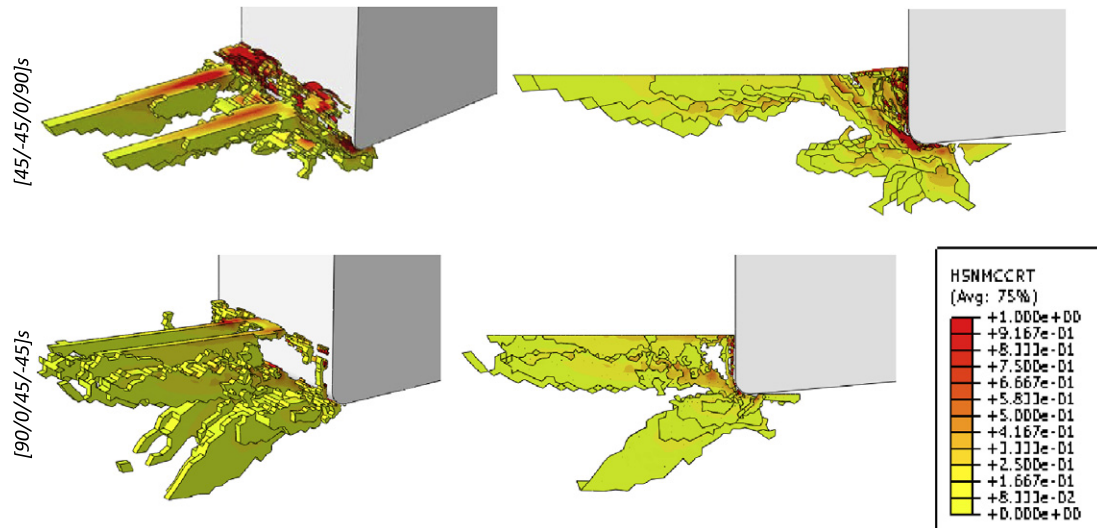 [45/-45/0/90]s
[90/0/45/-45]s
HSNMCCRT
(Avg: 75%)
+1.000e+00
+9.167e-01
+8.333e-01
+7.500e-01
+6.667e-01
+5.833e-01
+5.000e-01
+4.167e-01
+3.333e-01
+2.500e-01
+1.667e-01
+8.333e-02
+0.000e+00